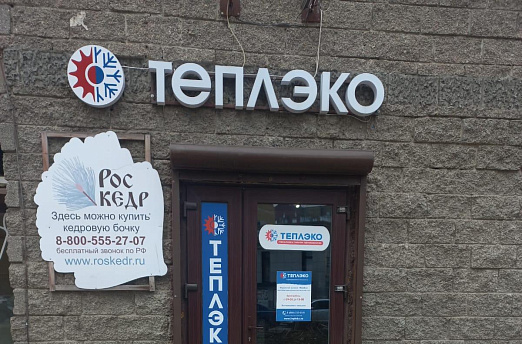 ТЕПЛЭКО
РОС
КЕДР
Здесь можно купить
кедровую бочку
8-800-555-27-07
бесплатный звонок по РФ
www.roskedr.ru
ТЕПЛЭК
ТЕПЛЭКО
ТЕПЛЭКО